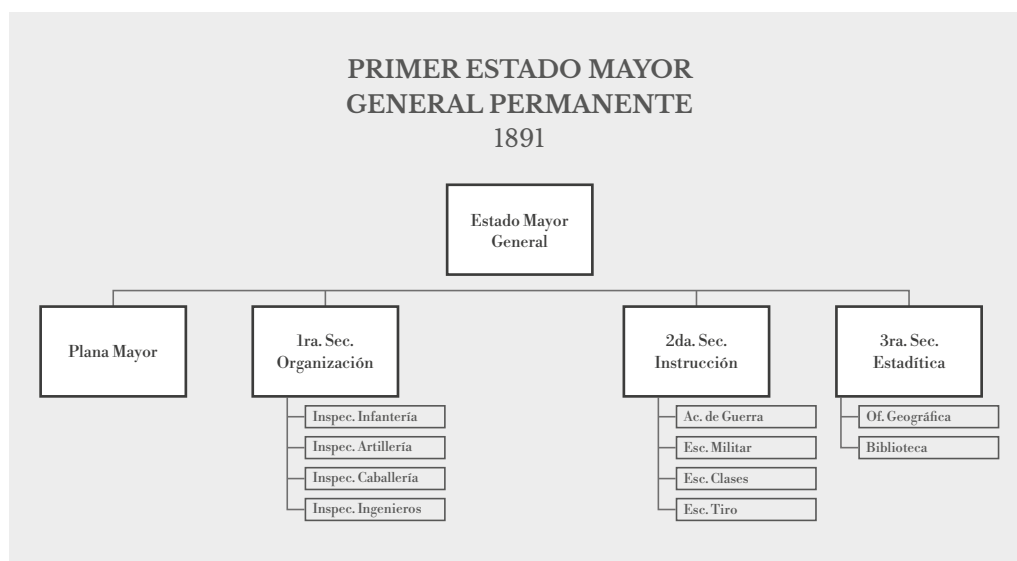 PRIMER ESTADO MAYOR
GENERAL PERMANENTE
1891
Estado Mayor
General
Plana Mayor
1ra. Sec.
Organización
Inspec. Infantería
Inspec. Artillería
Inspec. Caballería
Inspec. Ingenieros
2da. Sec.
Instrucción
Ac. de Guerra
Esc. Militar
Esc. Clases
Esc. Tiro
3ra. Sec.
Estadítica
Of. Geográfica
Biblioteca